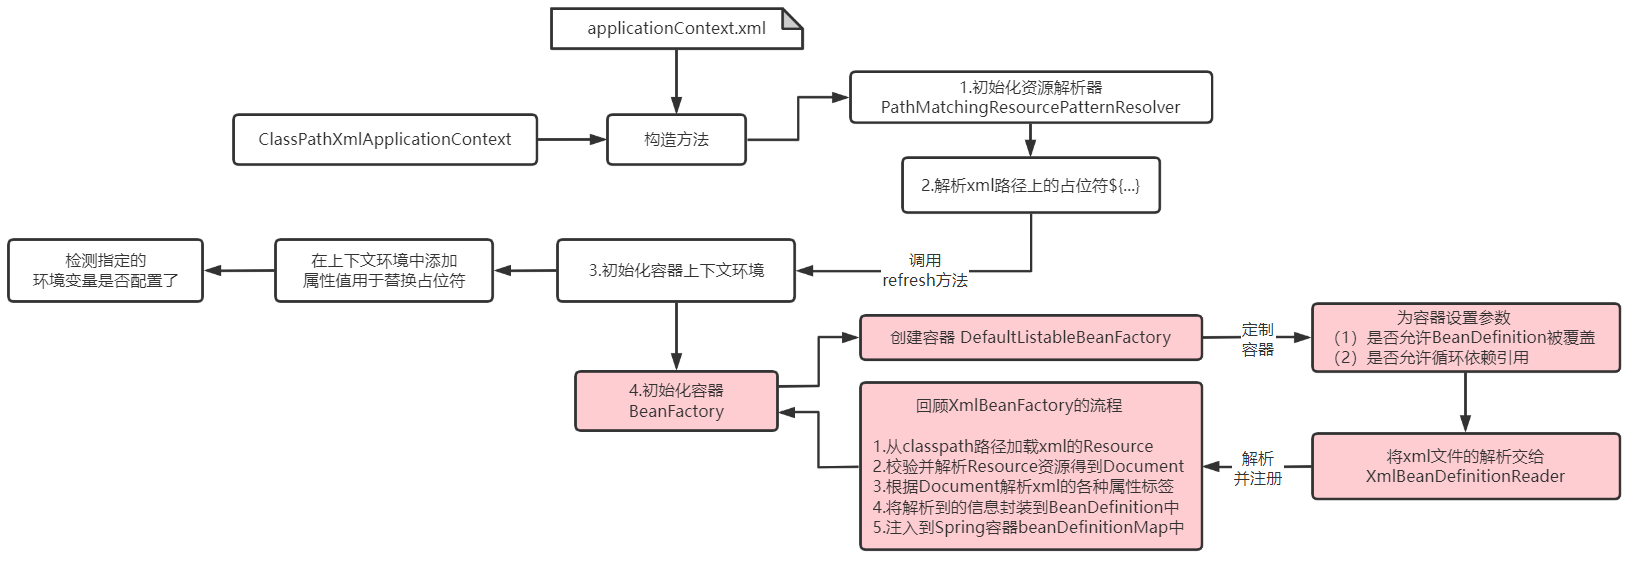 applicationContext.xml
ClassPathXmlApplicationContext
构造方法
1.初始化资源解析器
PathMatchingResourcePatternResolver
2.解析xml路径上的占位符${...}
调用
refresh方法
3.初始化容器上下文环境
在上下文环境中添加
属性值用于替换占位符
检测指定的
环境变量是否配置了
4.初始化容器
BeanFactory
创建容器 DefaultListableBeanFactory
定制
容器
为容器设置参数
（1）是否允许BeanDefinition被覆盖
（2）是否允许循环依赖引用
将xml文件的解析交给
XmlBeanDefinitionReader
解析
并注册
回顾XmlBeanFactory的流程
1.从classpath路径加载xml的Resource
2.校验并解析Resource资源得到Document
3.根据Document解析xml的各种属性标签
4.将解析到的信息封装到BeanDefinition中
5.注入到Spring容器beanDefinitionMap中